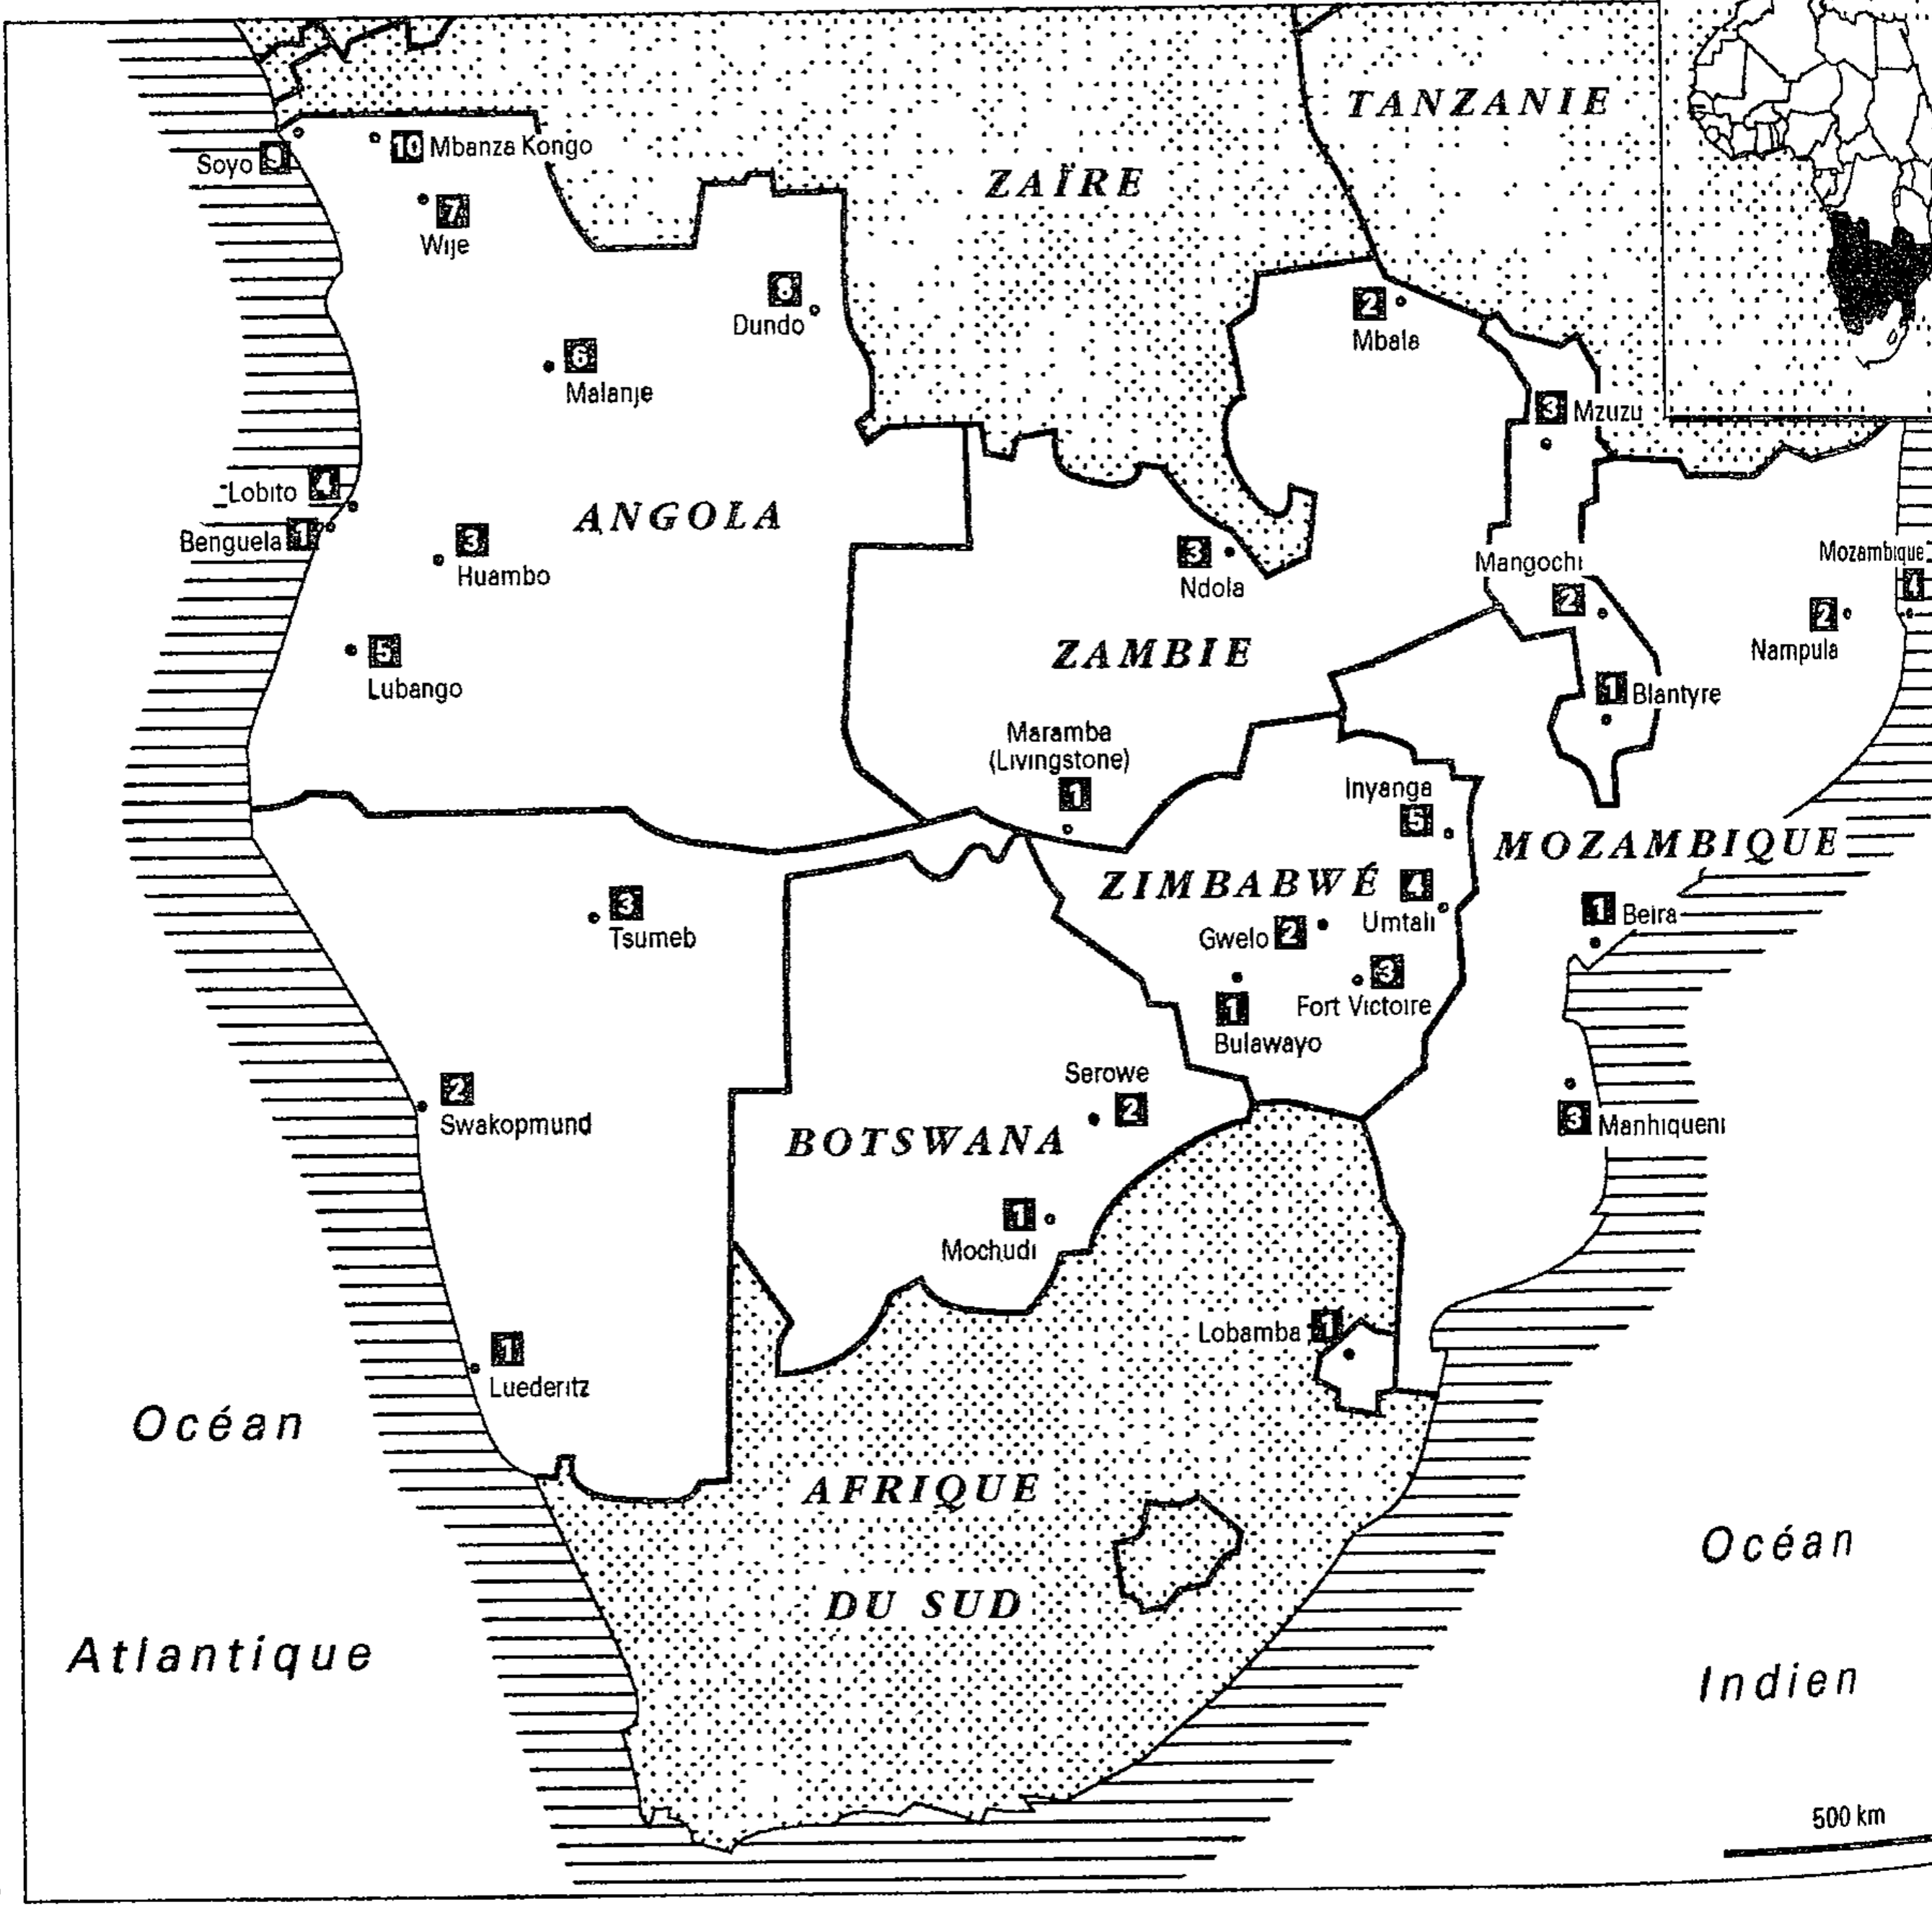 TANZANIE
ZAÏRE
Soyo 9
10 Mbanza Kongo
7
Wije
8
Dundo
6
Malanje
2
Mbala
3 Mzuzu
Lobito 4
Benguela 1
ANGOLA
3
Huambo
3
Ndola
Mangochi
2
Mozambique
4
2
Nampula
5
Lubango
ZAMBIE
1 Blantyre
Maramba
(Livingstone)
1
Inyanga
5
MOZAMBIQUE
ZIMBABWÉ
4
Umtali
Gwelo 2
1 Beira
3
Tsumeb
3
Fort Victoire
1
Bulawayo
2
Swakopmund
Serowe
2
BOTSWANA
3 Manhiqueni
1
Mochudi
Lobamba 1
1
Luederitz
Océan
Atlantique
AFRIQUE
DU SUD
Océan
Indien
500 km